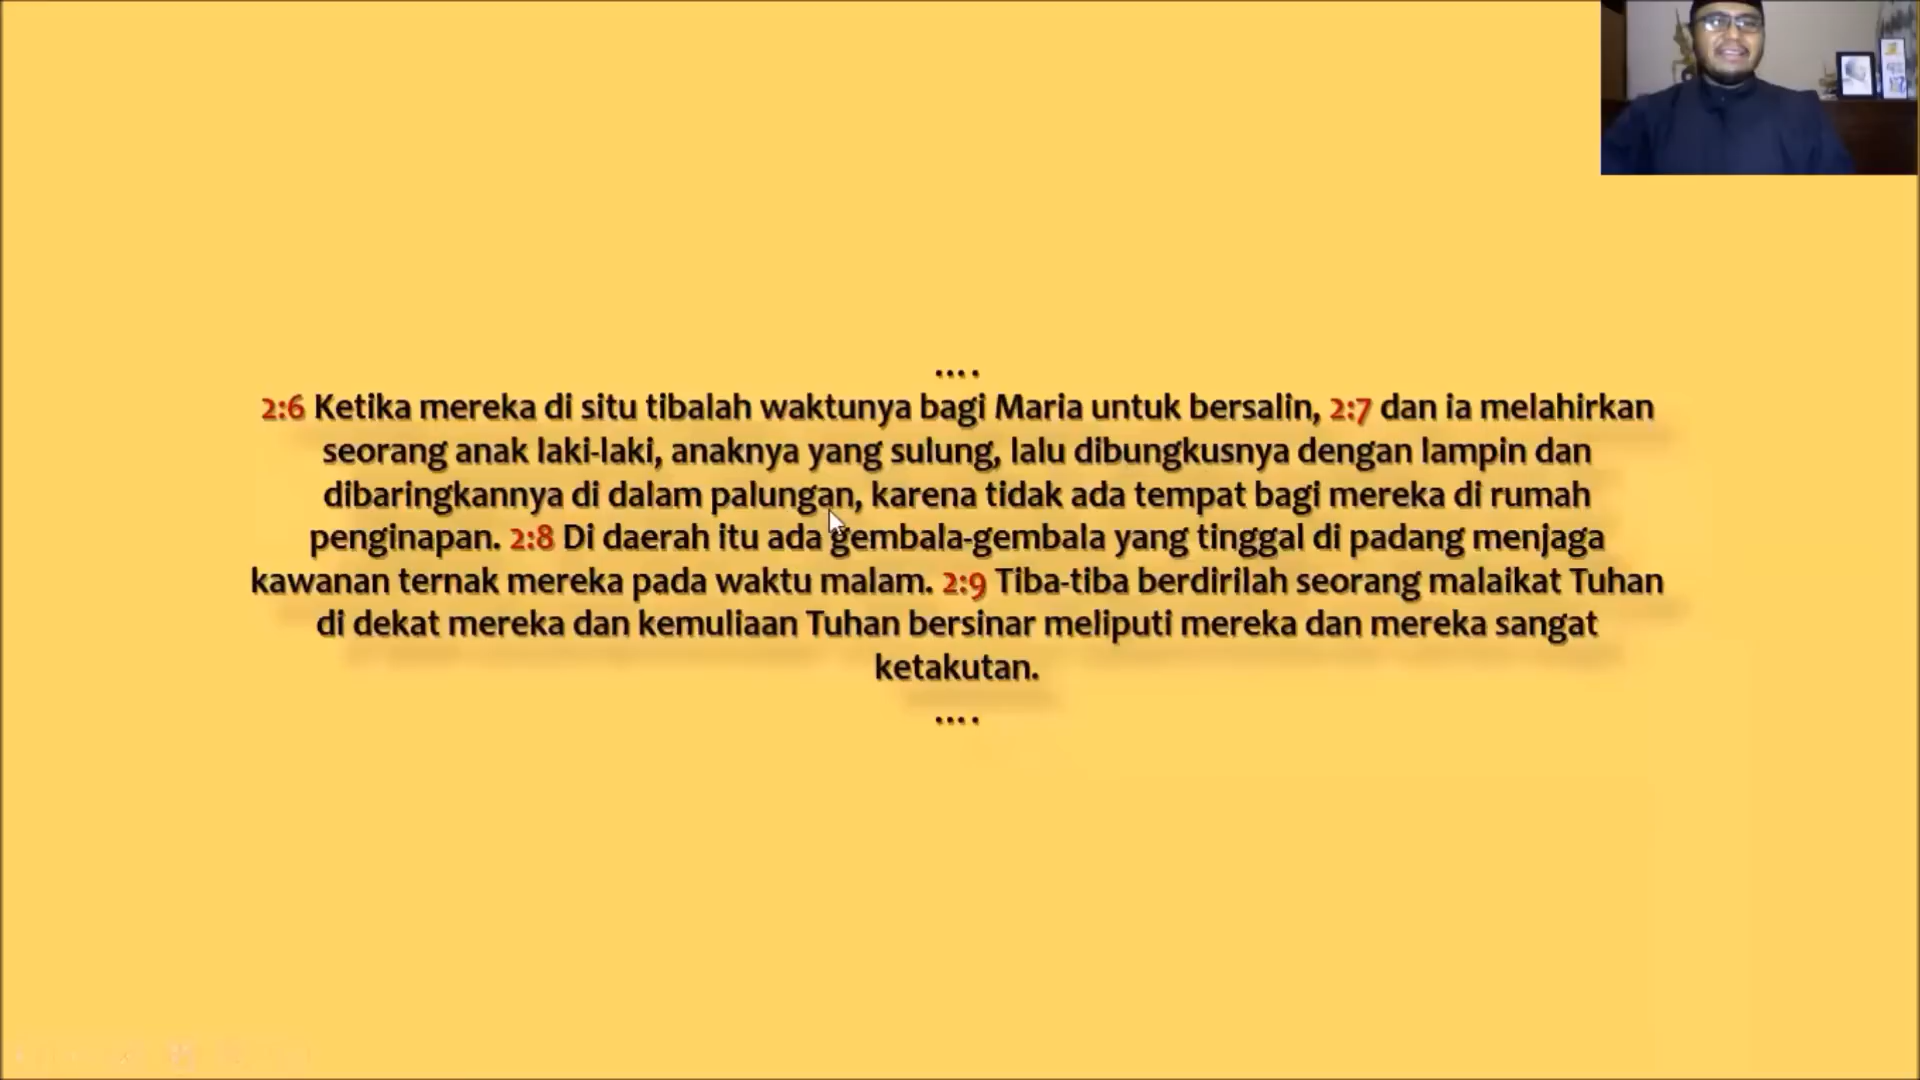 ....
2:6 Ketika mereka di situ tibalah waktunya bagi Maria untuk bersalin, 2:7 dan ia melahirkan
seorang anak laki-laki, anaknya yang sulung, lalu dibungkusnya dengan lampin dan
dibaringkannya di dalam palungan, karena tidak ada tempat bagi mereka di rumah
penginapan. 2:8 Di daerah itu ada gembala-gembala yang tinggal di padang menjaga
kawanan ternak mereka pada waktu malam. 2:9 Tiba-tiba berdirilah seorang malaikat Tuhan
di dekat mereka dan kemuliaan Tuhan bersinar meliputi mereka dan mereka sangat
ketakutan.
....